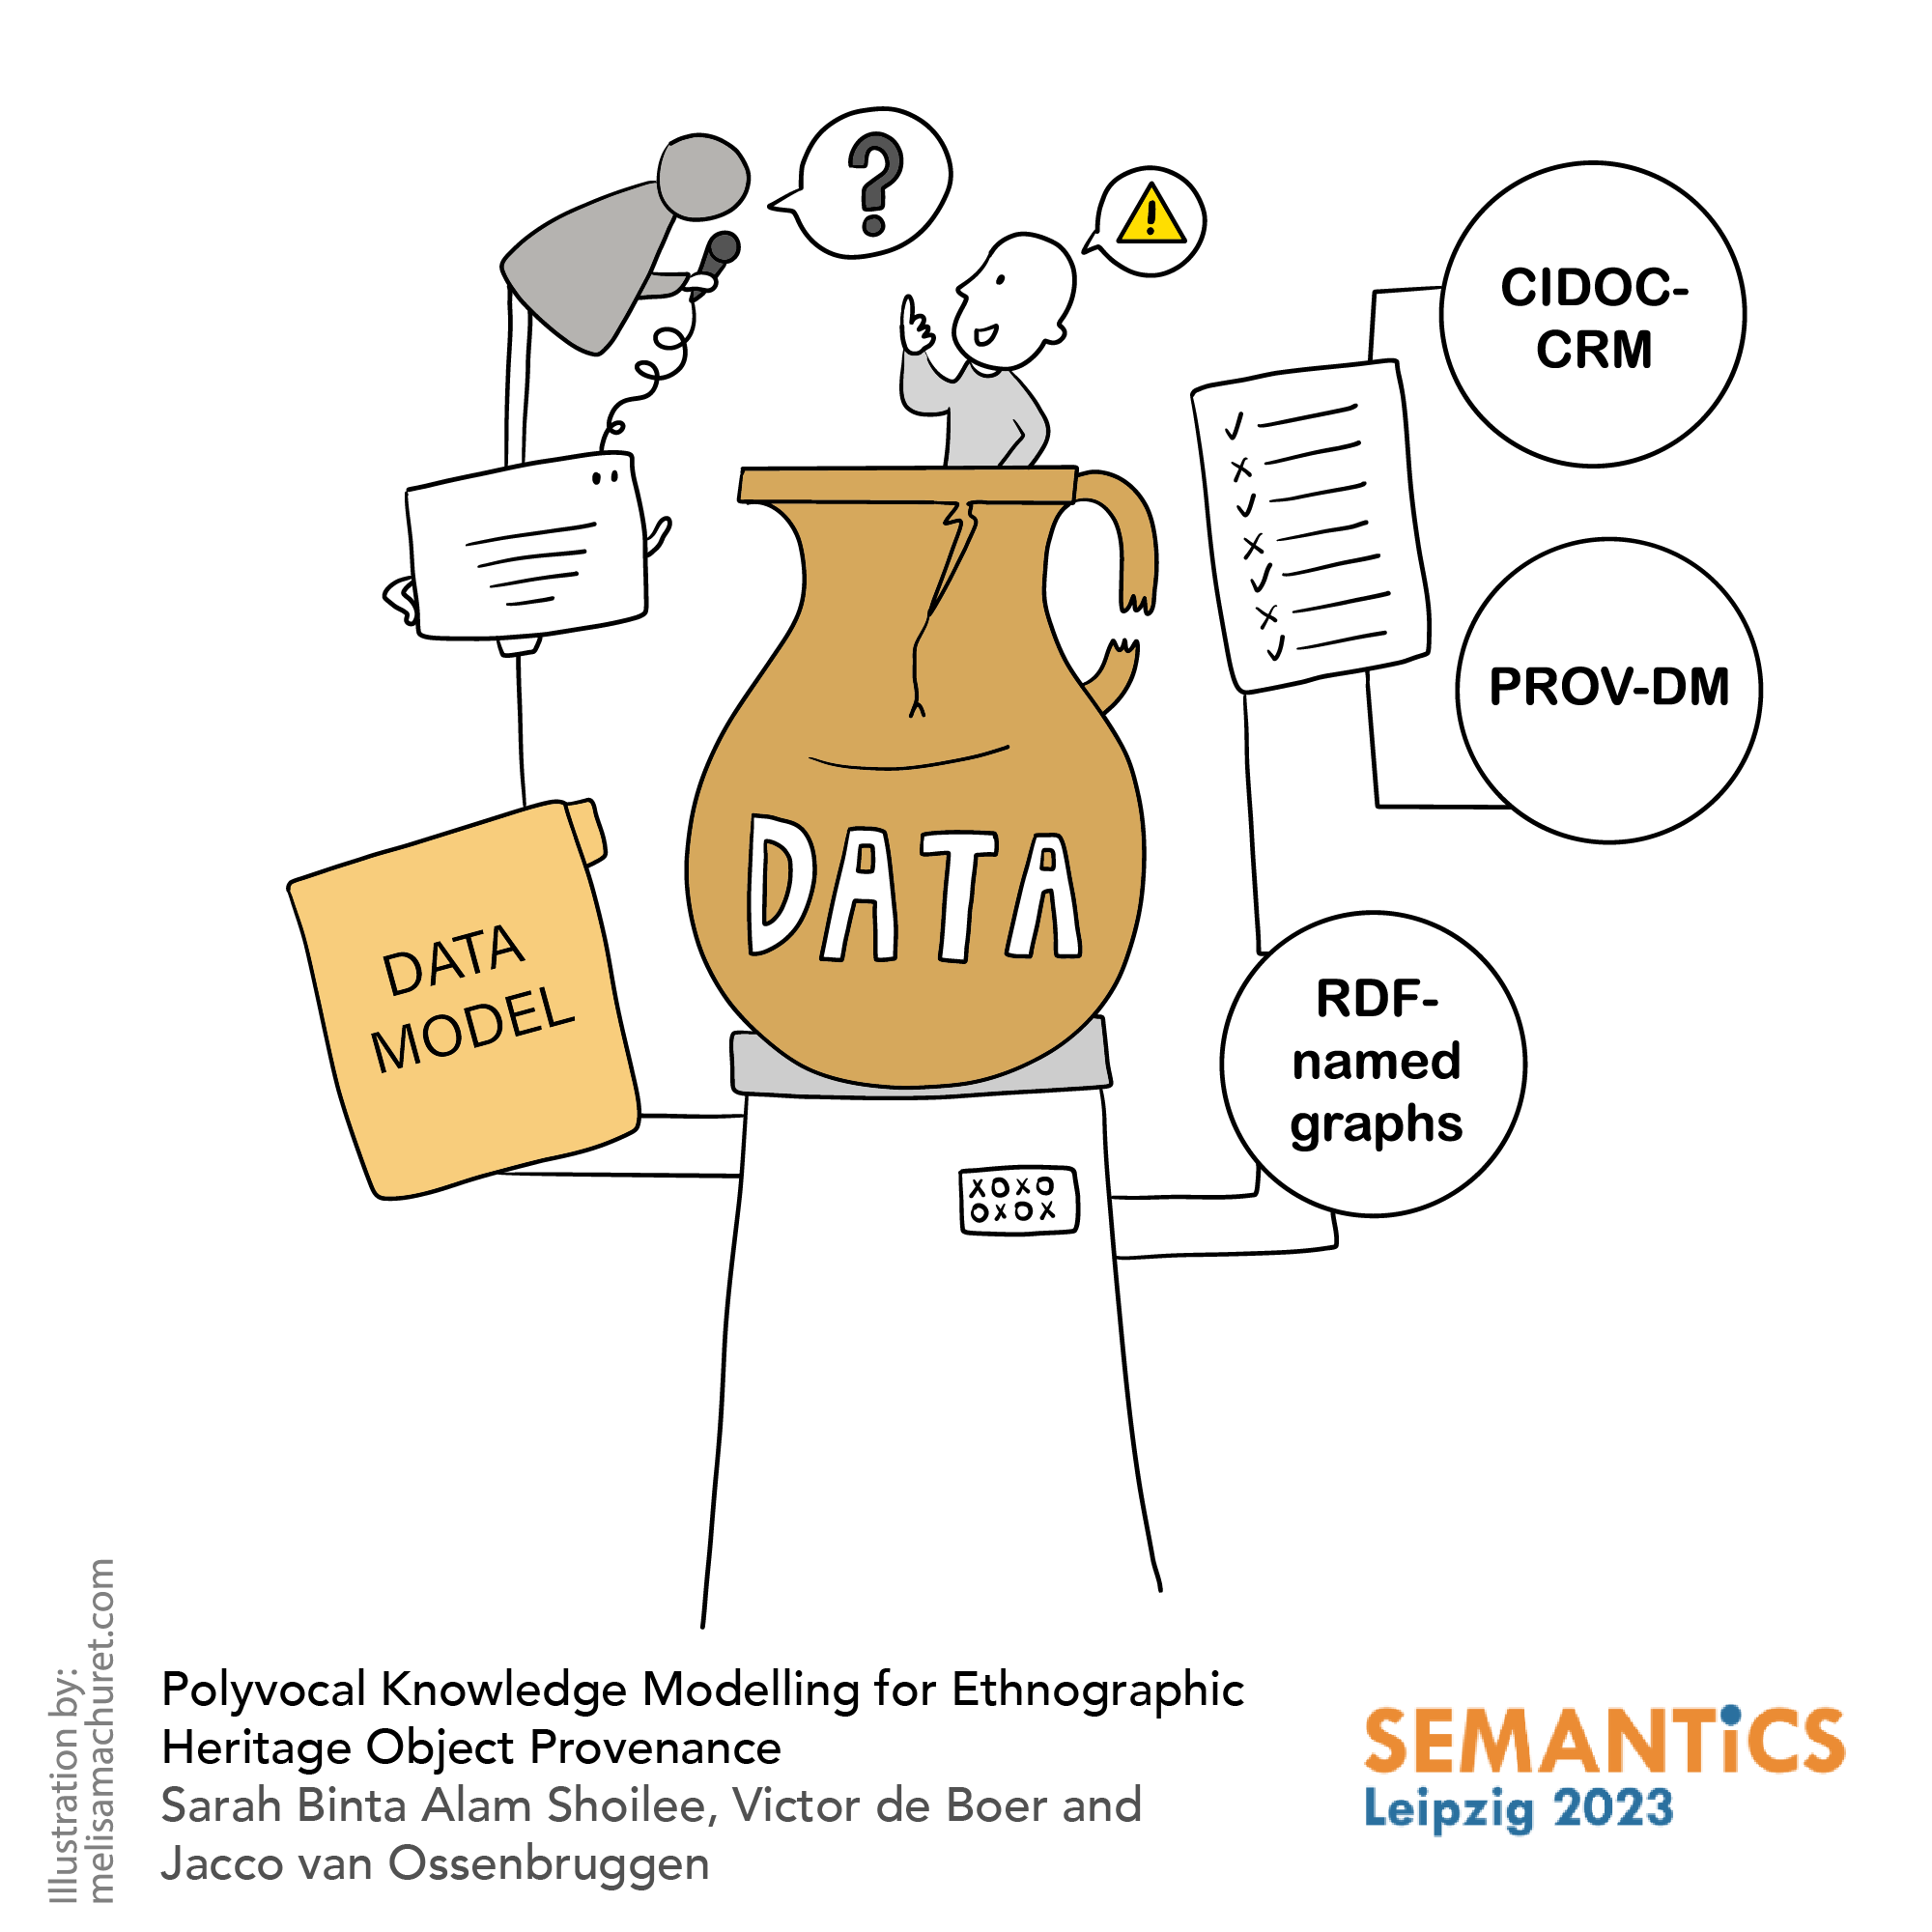 ?
!
CIDOC-
CRM
PROV-DM
DATA
DATA
MODEL
RDF-
named
graphs
XOXO
OXOX
Polyvocal Knowledge Modelling for Ethnographic
Heritage Object Provenance
Sarah Binta Alam Shoilee, Victor de Boer and
Jacco van Ossenbruggen
SEMANTiCS
Leipzig 2023
Illustration by:
melisamachuret.com